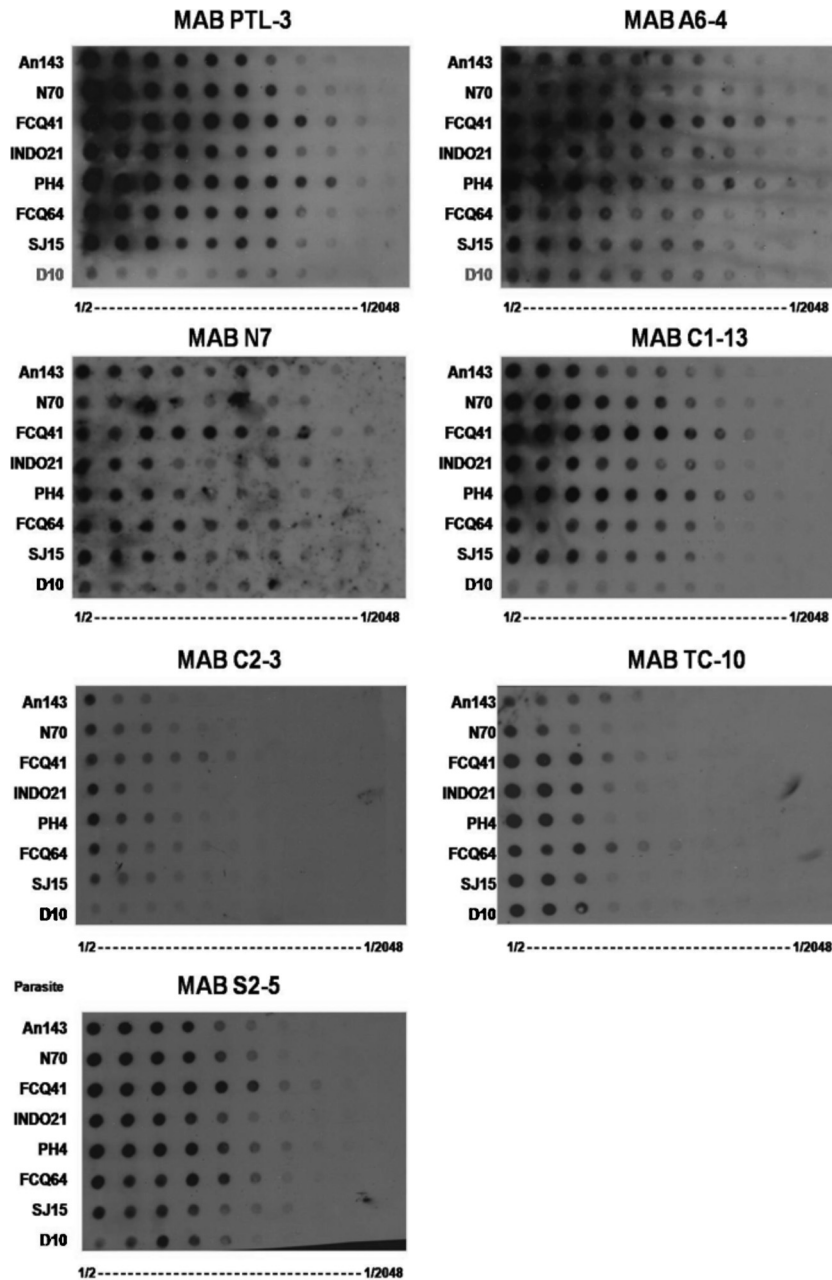 MAB PTL-3
An143
N70
FCQ41
INDO21
PH4
FCQ64
SJ15
D10
1/2------------------------------------1/2048
MAB A6-4
An143
N70
FCQ41
INDO21
PH4
FCQ64
SJ15
D10
1/2------------------------------------1/2048
MAB N7
An143
N70
FCQ41
INDO21
PH4
FCQ64
SJ15
D10
1/2------------------------------------1/2048
MAB C1-13
An143
N70
FCQ41
INDO21
PH4
FCQ64
SJ15
D10
1/2------------------------------------1/2048
MAB C2-3
An143
N70
FCQ41
INDO21
PH4
FCQ64
SJ15
D10
1/2------------------------------------1/2048
MAB TC-10
An143
N70
FCQ41
INDO21
PH4
FCQ64
SJ15
D10
1/2------------------------------------1/2048
Parasite
MAB S2-5
An143
N70
FCQ41
INDO21
PH4
FCQ64
SJ15
D10
1/2------------------------------------1/2048